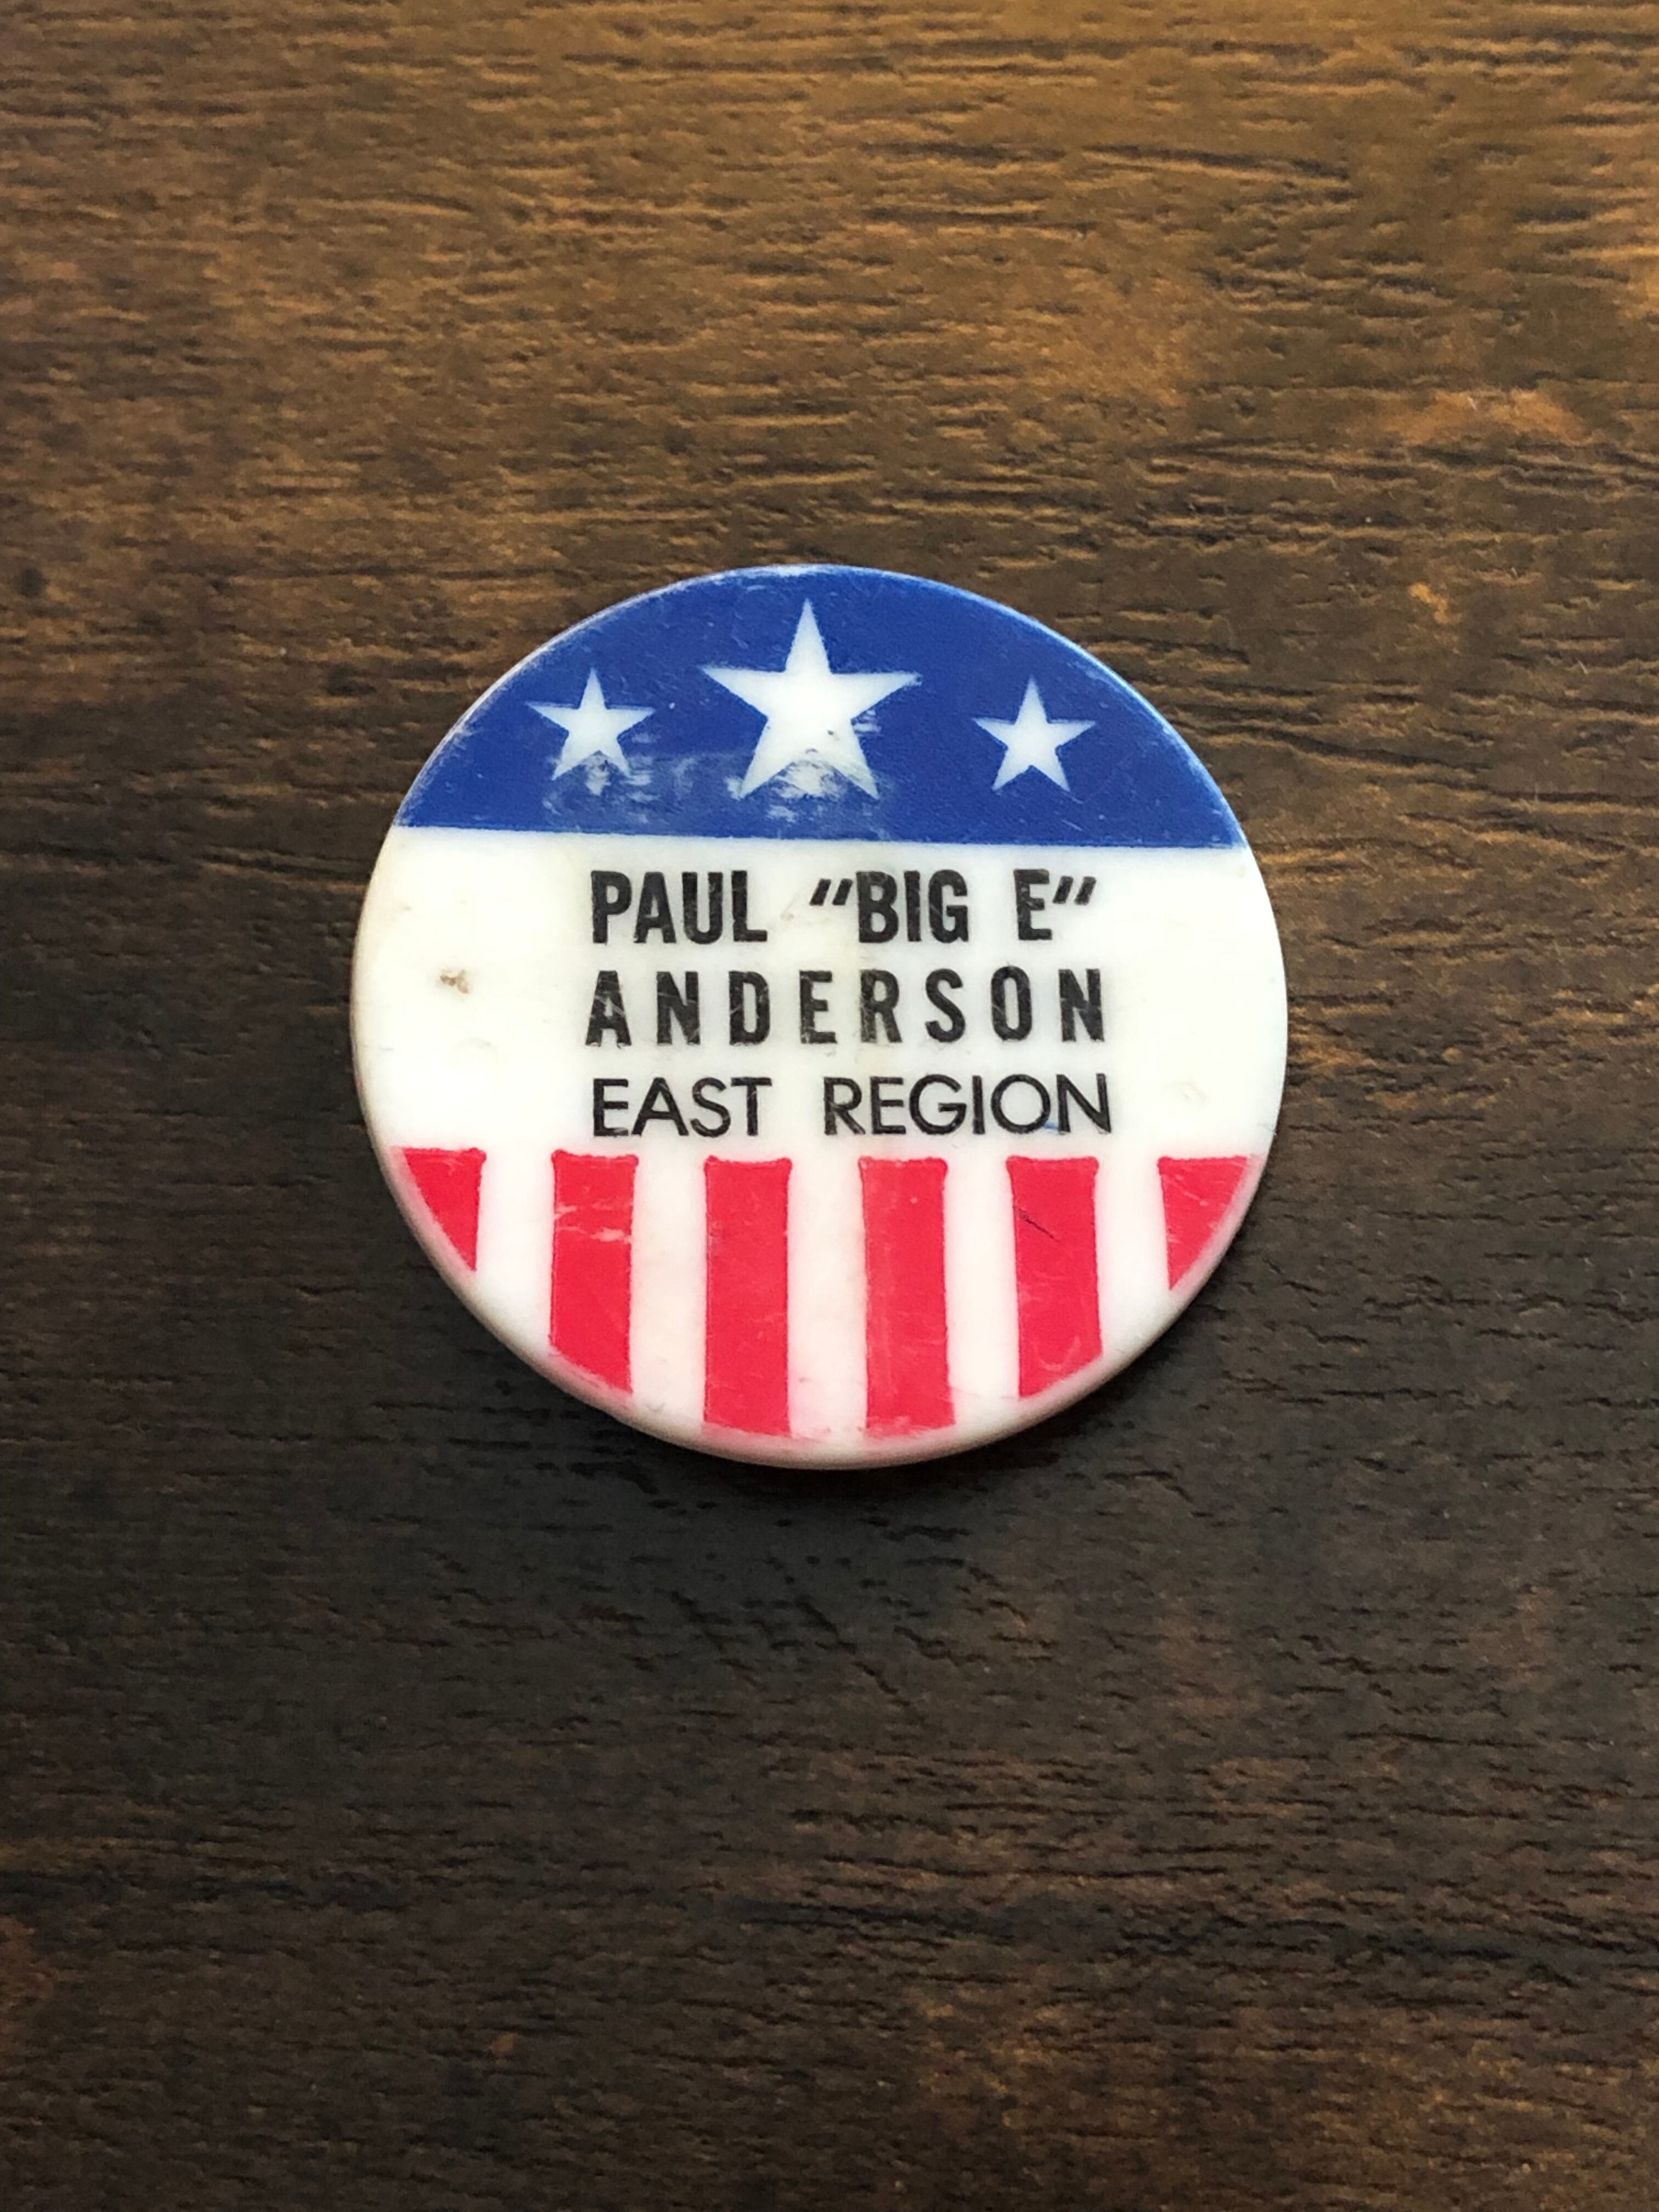 PAUL "BIG E"
ANDERSON
EAST REGION